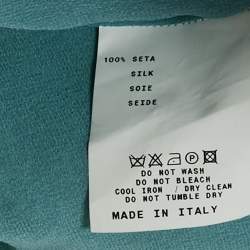 100% SETA
SILK
SOIE
SEIDE
DO NOT WASH
DO NOT BLEACH
COOL IRON / DRY CLEAN
DO NOT TUMBLE DRY
MADE IN ITALY